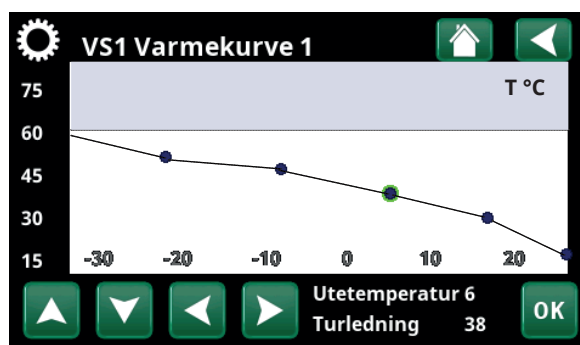 VS1 Varmekurve 1
T °C
75
60
45
30
15
-30 -20 -10 0 10 20
Utetemperatur 6
Turledning 38
OK